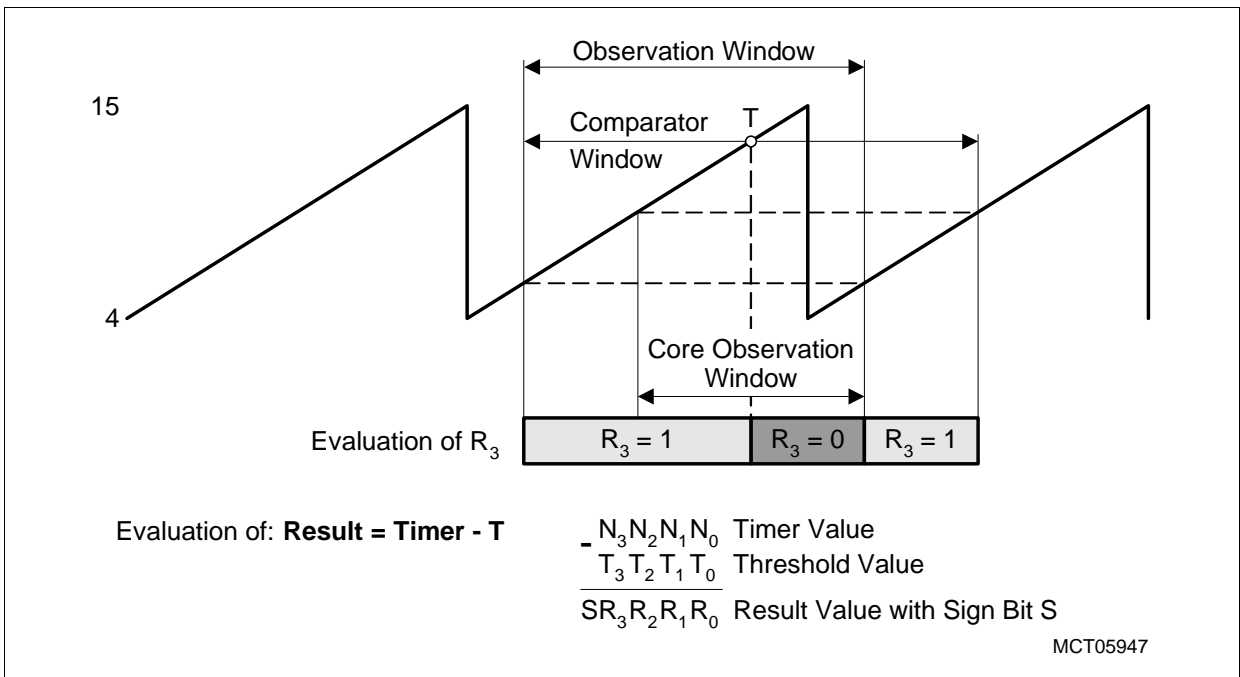 Observation Window
15
T
Comparator
Window
4
Core Observation
Window
Evaluation of R3 R3 = 1 R3 = 0 R3 = 1
Evaluation of: Result = Timer - T
- N3N2N1N0 Timer Value
T3T2T1T0 Threshold Value
SR3R2R1R0 Result Value with Sign Bit S
MCT05947